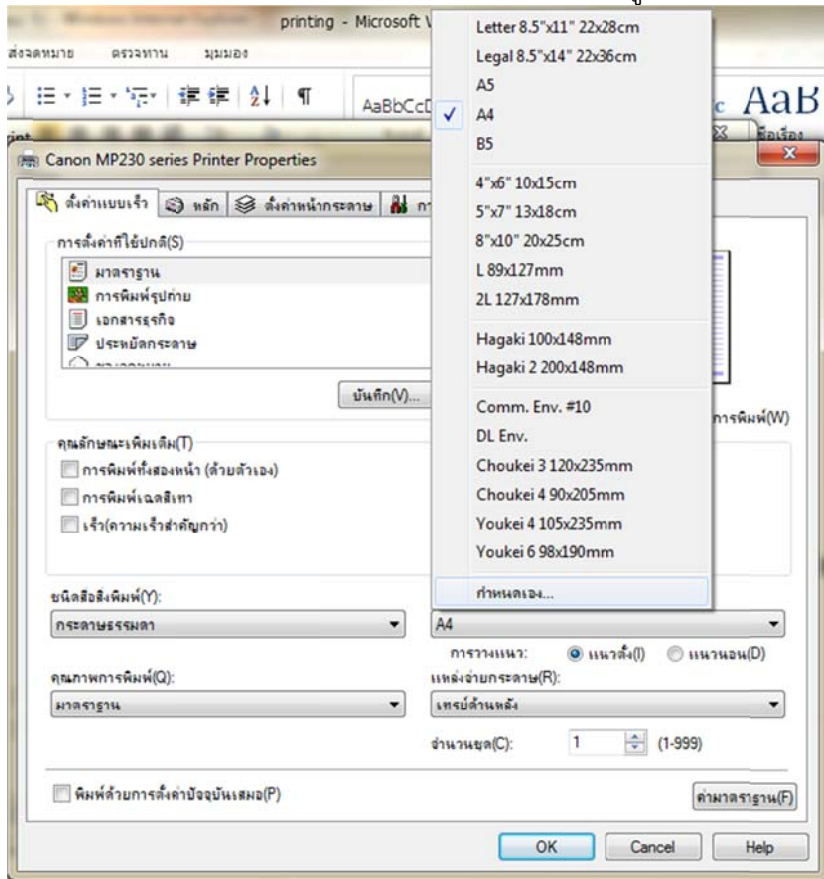 printing - Microsoft
ส่งจดหมาย ตรวจทาน มุมมอง
AaBbCcD
AaB
ชื่อเรื่อง
Canon MP230 series Printer Properties
ตั้งค่าแบบเร็ว หลัก ตั้งค่าหน้ากระดาษ
การตั้งค่าที่ใช้ปกติ(S)
มาตรฐาน
การพิมพ์รูปถ่าย
เอกสารธุรกิจ
ประหยัดกระดาษ
บันทึก(V)...
การพิมพ์(W)
คุณลักษณะเพิ่มเติม(T)
การพิมพ์ทั้งสองหน้า (ด้วยตัวเอง)
การพิมพ์เฉดสีเทา
เร็ว(ความเร็วสำคัญกว่า)
Letter 8.5"x11" 22x28cm
Legal 8.5"x14" 22x36cm
A5
A4
B5
4"x6" 10x15cm
5"x7" 13x18cm
8"x10" 20x25cm
L 89x127mm
2L 127x178mm
Hagaki 100x148mm
Hagaki 2 200x148mm
Comm. Env. #10
DL Env.
Choukei 3 120x235mm
Choukei 4 90x205mm
Youkei 4 105x235mm
Youkei 6 98x190mm
กำหนดเอง...
ชนิดสื่อสิ่งพิมพ์(Y):
กระดาษธรรมดา
A4
การวางแนว: แนวตั้ง(I) แนวนอน(D)
คุณภาพการพิมพ์(Q):
แหล่งจ่ายกระดาษ(R):
มาตรฐาน
เทรย์ด้านหลัง
จำนวนชุด(C): 1 (1-999)
พิมพ์ด้วยการตั้งค่าปัจจุบันเสมอ(P)
ค่ามาตรฐาน(F)
OK Cancel Help